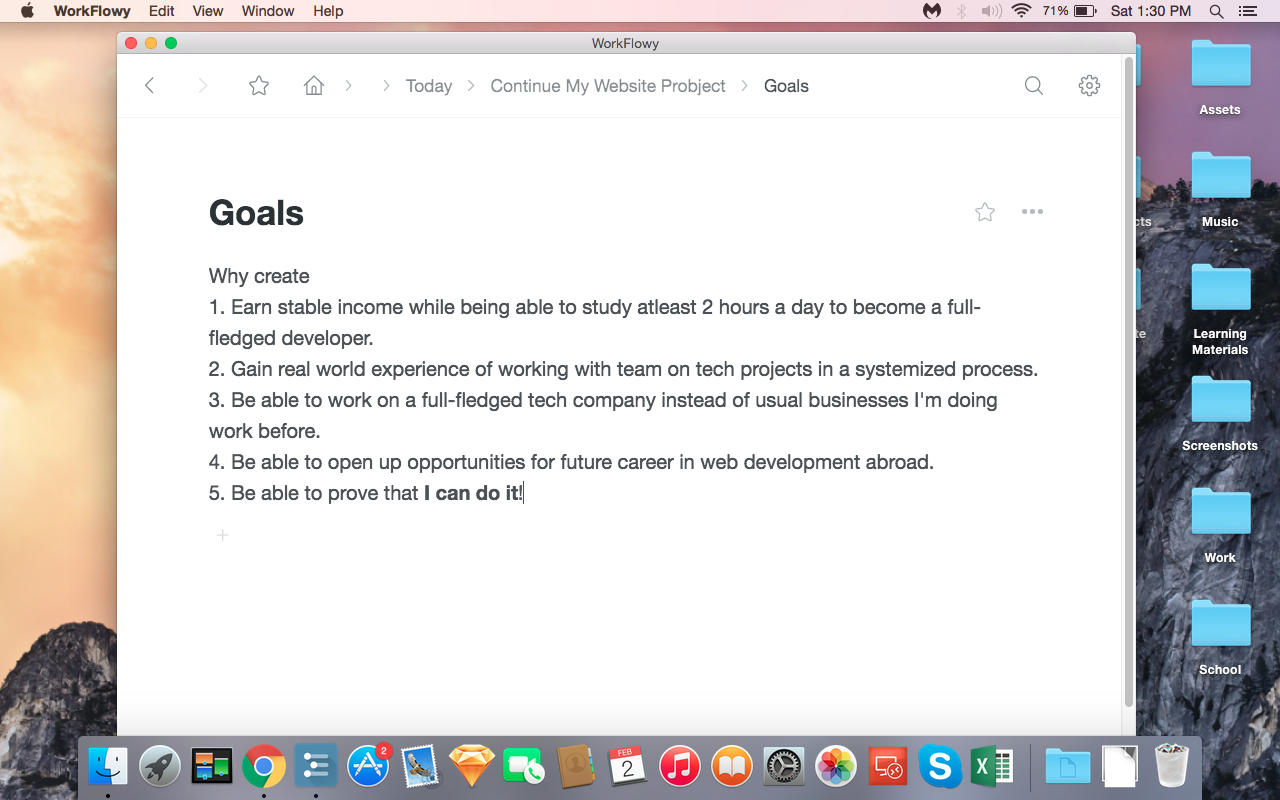 WorkFlowy Edit View Window Help 71% Sat 1:30 PM
WorkFlowy
Today Continue My Website Probject Goals
Goals
Why create
1. Earn stable income while being able to study atleast 2 hours a day to become a full-
fledged developer.
2. Gain real world experience of working with team on tech projects in a systemized process.
3. Be able to work on a full-fledged tech company instead of usual businesses I'm doing
work before.
4. Be able to open up opportunities for future career in web development abroad.
5. Be able to prove that I can do it!
Assets
Music
Learning
Materials
Screenshots
Work
School
2
FEB
2
S
X